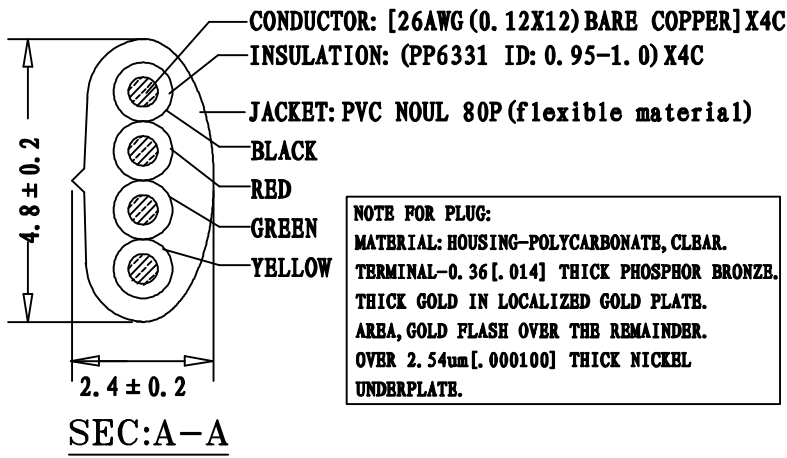 CONDUCTOR: [26AWG(0.12X12)BARE COPPER]X4C
INSULATION: (PP6331 ID: 0.95-1.0)X4C
JACKET: PVC NOUL 80P(flexible material)
BLACK
RED
GREEN
YELLOW
4.8±0.2
2.4±0.2
SEC:A-A
NOTE FOR PLUG:
MATERIAL: HOUSING-POLYCARBONATE, CLEAR.
TERMINAL-0.36[.014] THICK PHOSPHOR BRONZE.
THICK GOLD IN LOCALIZED GOLD PLATE.
AREA, GOLD FLASH OVER THE REMAINDER.
OVER 2.54um[.000100] THICK NICKEL
UNDERPLATE.